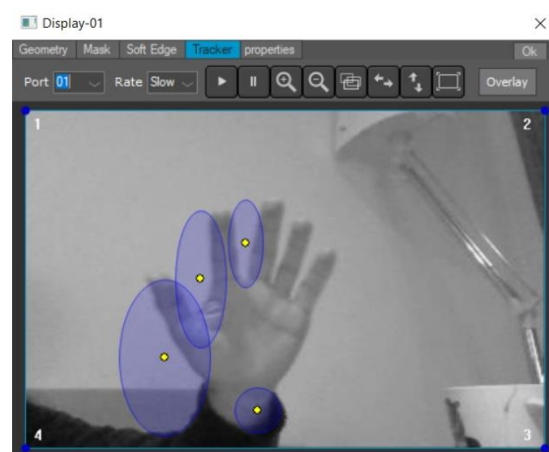 Display-01
Geometry Mask Soft Edge Tracker properties Ok
Port 01 Rate Slow Overlay
1 2
4 3